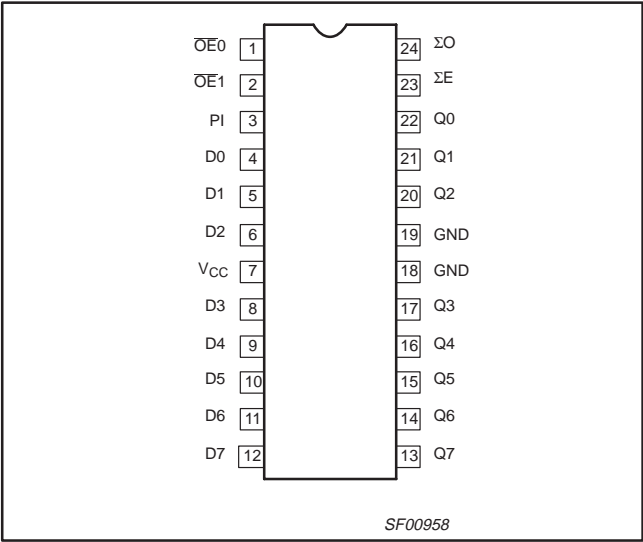 O̅E̅0 1 24 ΣO
O̅E̅1 2 23 ΣE
PI 3 22 Q0
D0 4 21 Q1
D1 5 20 Q2
D2 6 19 GND
VCC 7 18 GND
D3 8 17 Q3
D4 9 16 Q4
D5 10 15 Q5
D6 11 14 Q6
D7 12 13 Q7
SF00958